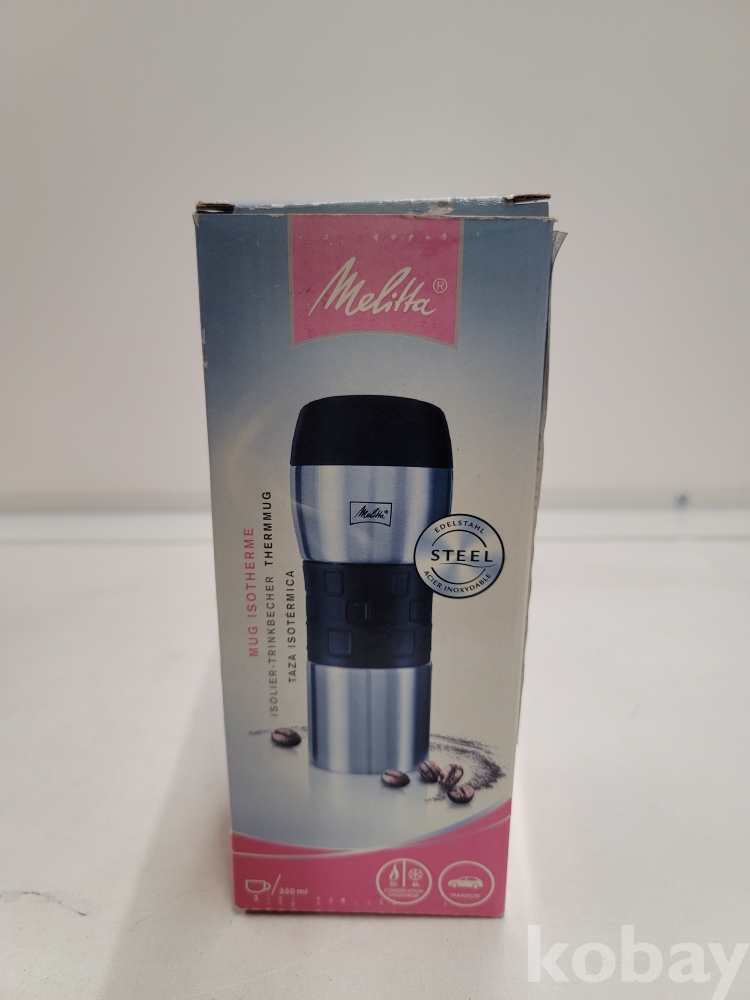 Melitta®
Melitta®
EDELSTAHL
STEEL
ACIER INOXYDABLE
MUG ISOTHERME
ISOLIER-TRINKBECHER THERMMUG
TAZA ISOTÉRMICA
350 ml
kobay